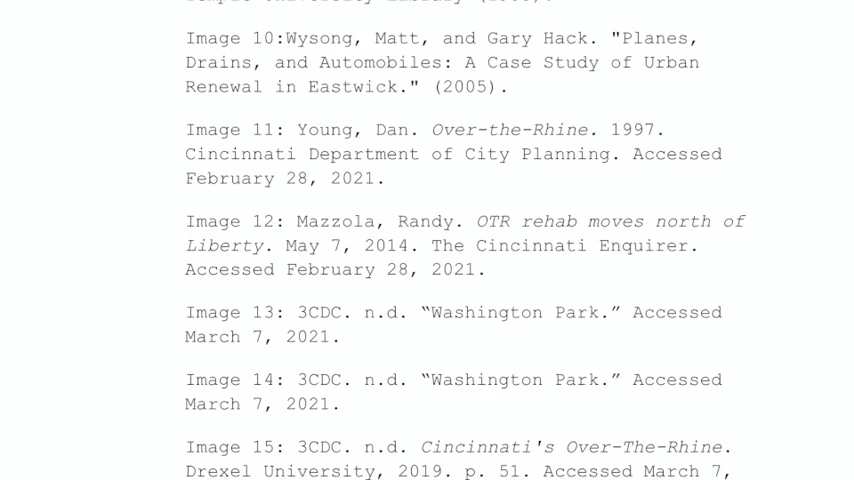 Image 10:Wysong, Matt, and Gary Hack. "Planes,
Drains, and Automobiles: A Case Study of Urban
Renewal in Eastwick." (2005).
Image 11: Young, Dan. Over-the-Rhine. 1997.
Cincinnati Department of City Planning. Accessed
February 28, 2021.
Image 12: Mazzola, Randy. OTR rehab moves north of
Liberty. May 7, 2014. The Cincinnati Enquirer.
Accessed February 28, 2021.
Image 13: 3CDC. n.d. “Washington Park.” Accessed
March 7, 2021.
Image 14: 3CDC. n.d. “Washington Park.” Accessed
March 7, 2021.
Image 15: 3CDC. n.d. Cincinnati's Over-The-Rhine.
Drexel University, 2019. p. 51. Accessed March 7,